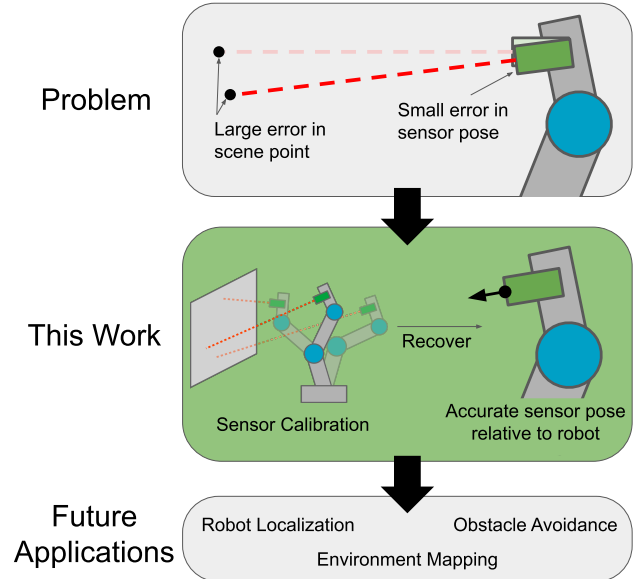 Problem
Large error in
scene point
Small error in
sensor pose
This Work
Recover
Sensor Calibration
Accurate sensor pose
relative to robot
Future
Applications
Robot Localization
Obstacle Avoidance
Environment Mapping